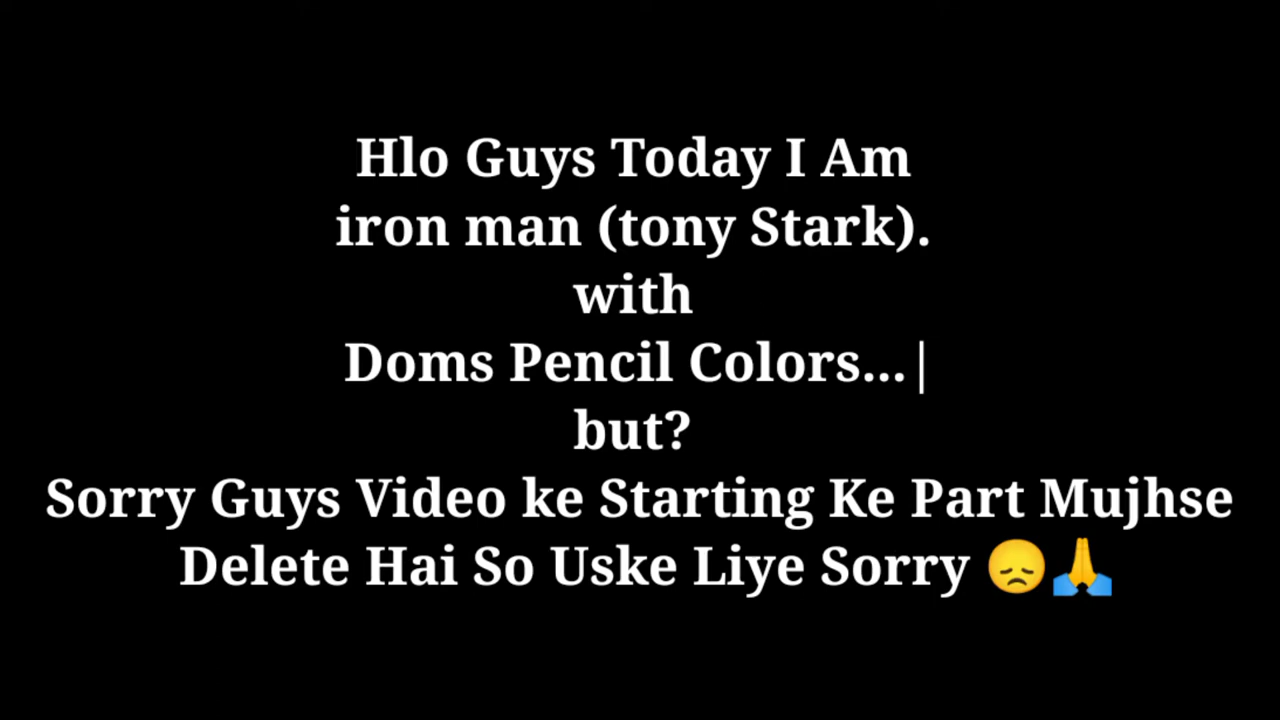 Hlo Guys Today I Am
iron man (tony Stark).
with
Doms Pencil Colors...|
but?
Sorry Guys Video ke Starting Ke Part Mujhse
Delete Hai So Uske Liye Sorry 😞🙏